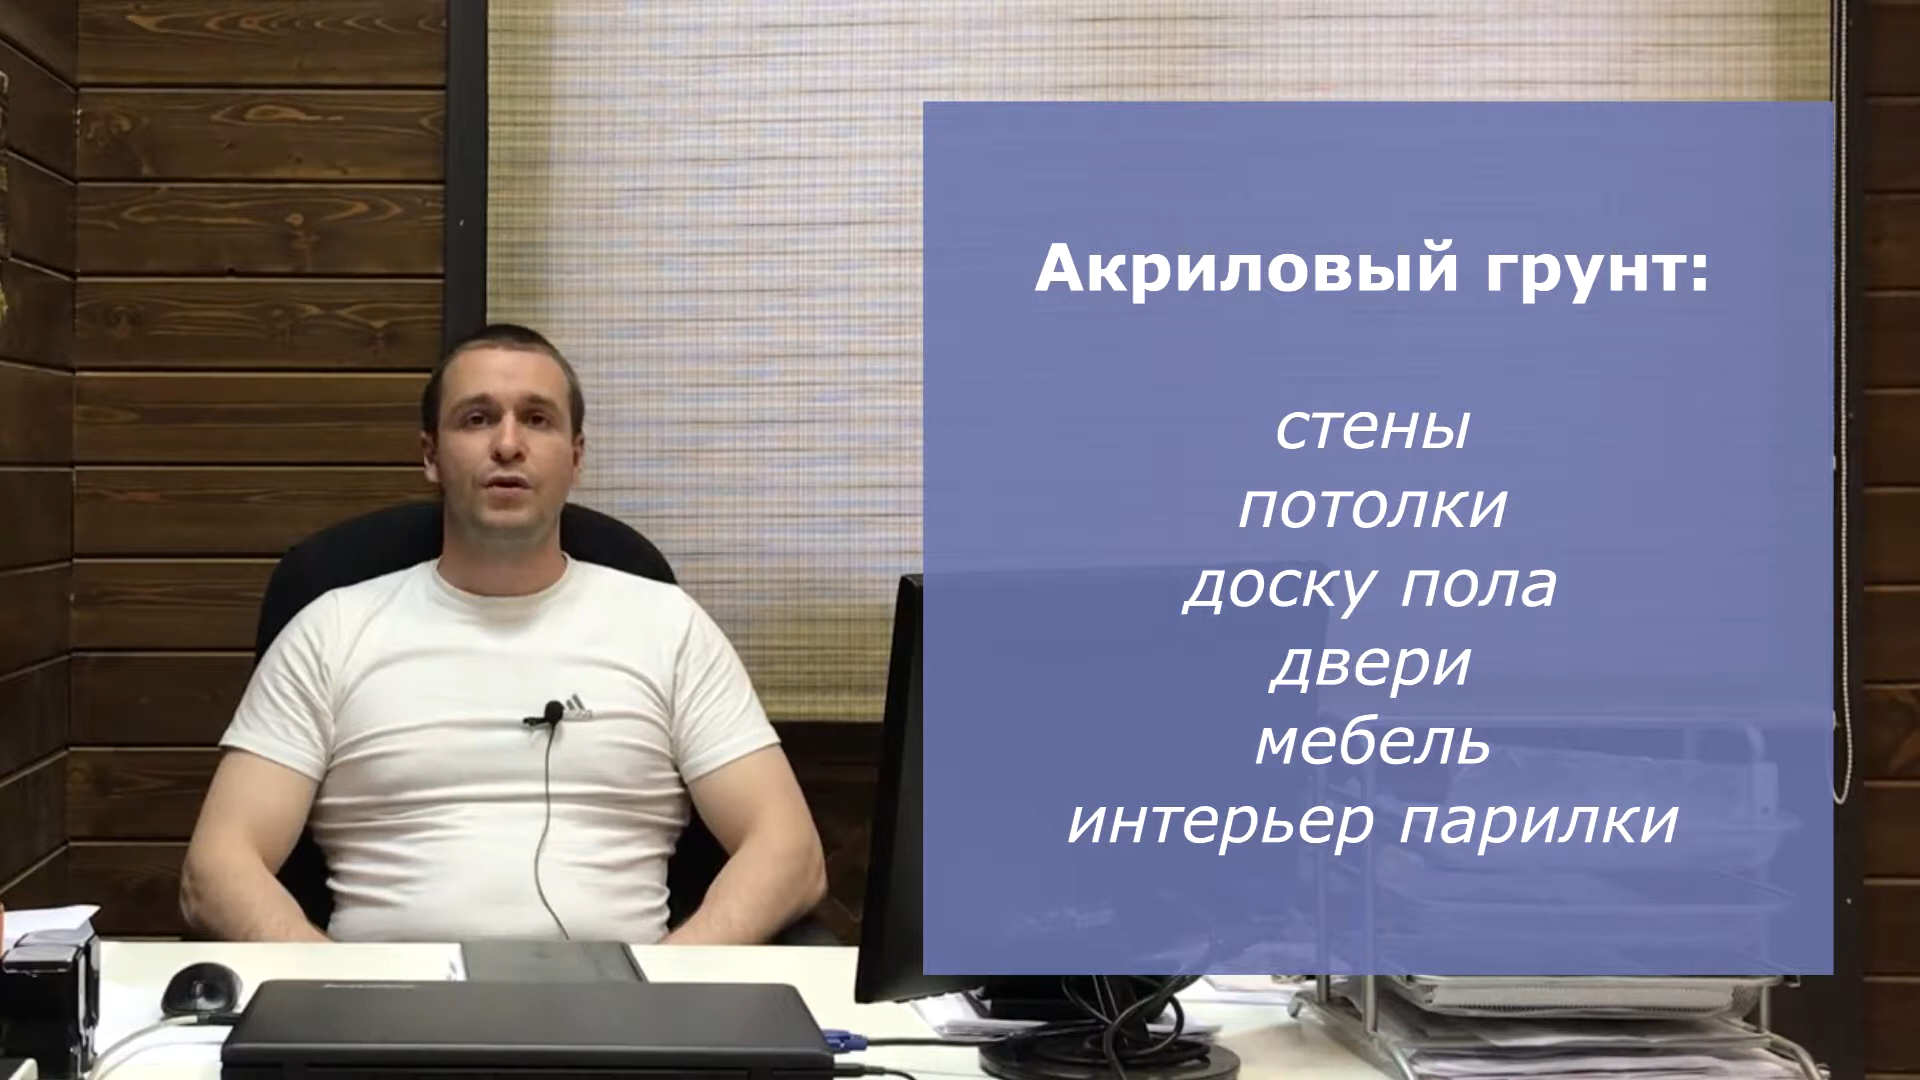 Акриловый грунт:
стены
потолки
доску пола
двери
мебель
интерьер парилки